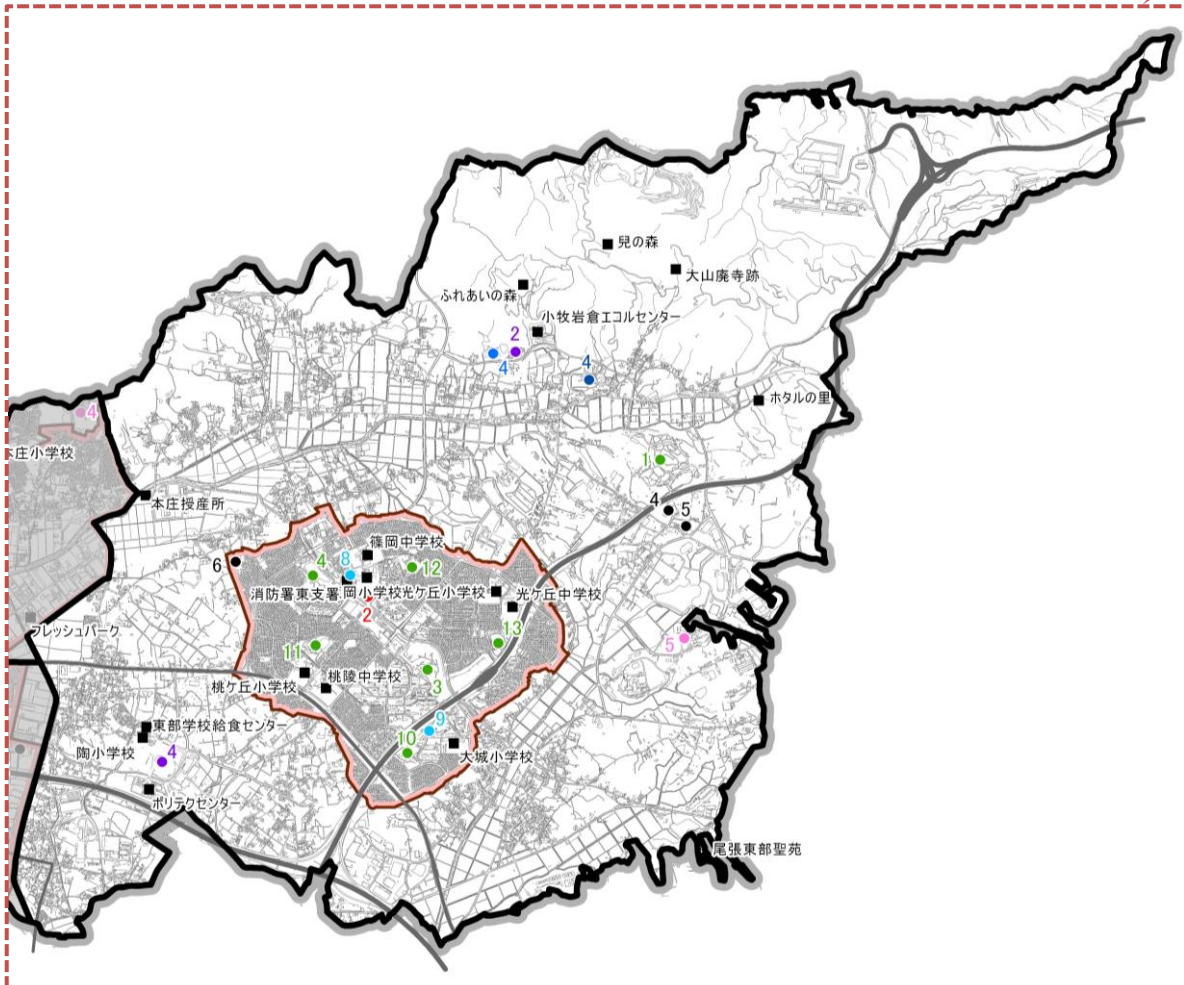 兒の森
大山廃寺跡
ふれあいの森
小牧岩倉エコルセンター
2
4
4
ホタルの里
4
庄小学校
1
本庄授産所
4
5
篠岡中学校
6
4
8
12
消防署東支署
岡小学校
光ケ丘小学校
光ケ丘中学校
2
フレッシュパーク
13
5
11
桃ケ丘小学校
桃陵中学校
3
東部学校給食センター
9
陶小学校
4
10
大城小学校
ポリテクセンター
尾張東部聖苑